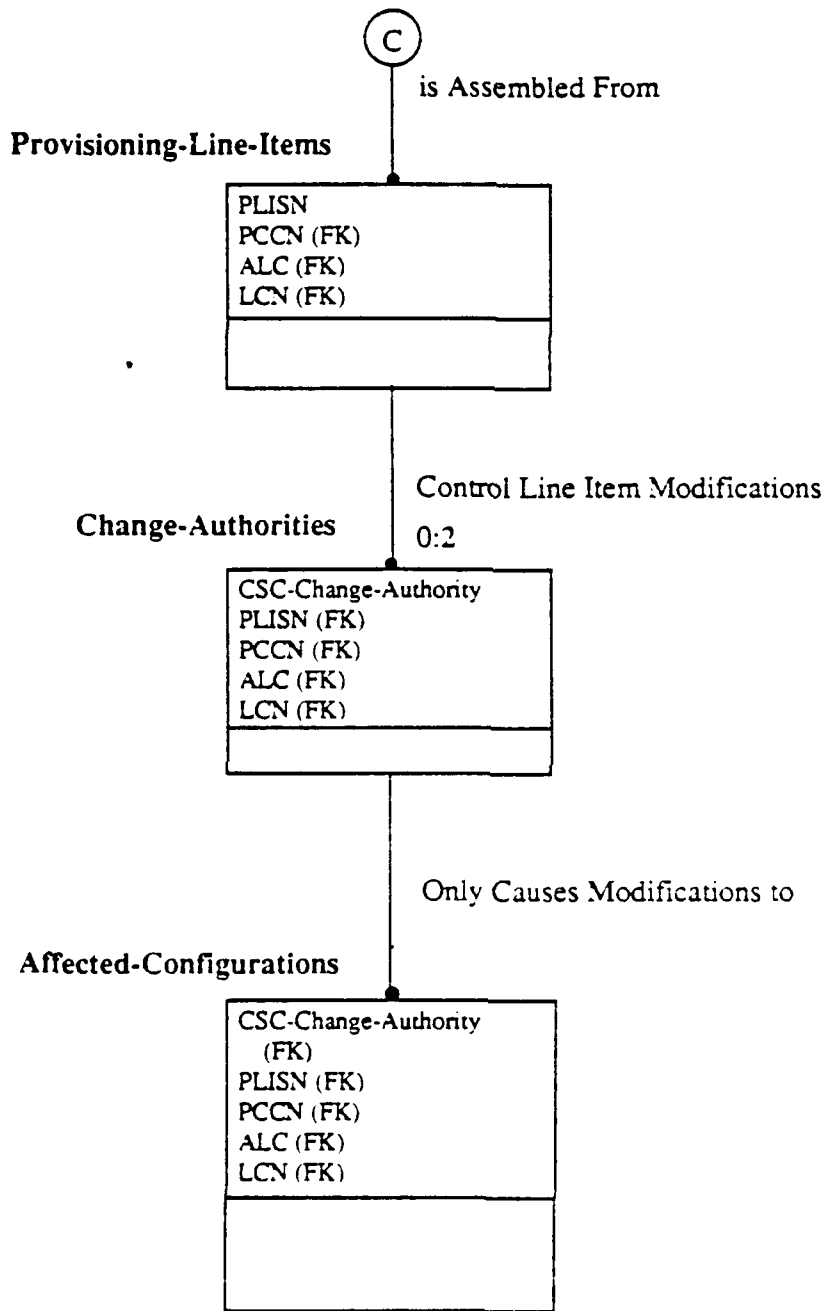 C
is Assembled From
Provisioning-Line-Items
PLISN
PCCN (FK)
ALC (FK)
LCN (FK)
Control Line Item Modifications
Change-Authorities
0:2
CSC-Change-Authority
PLISN (FK)
PCCN (FK)
ALC (FK)
LCN (FK)
Only Causes Modifications to
Affected-Configurations
CSC-Change-Authority
(FK)
PLISN (FK)
PCCN (FK)
ALC (FK)
LCN (FK)